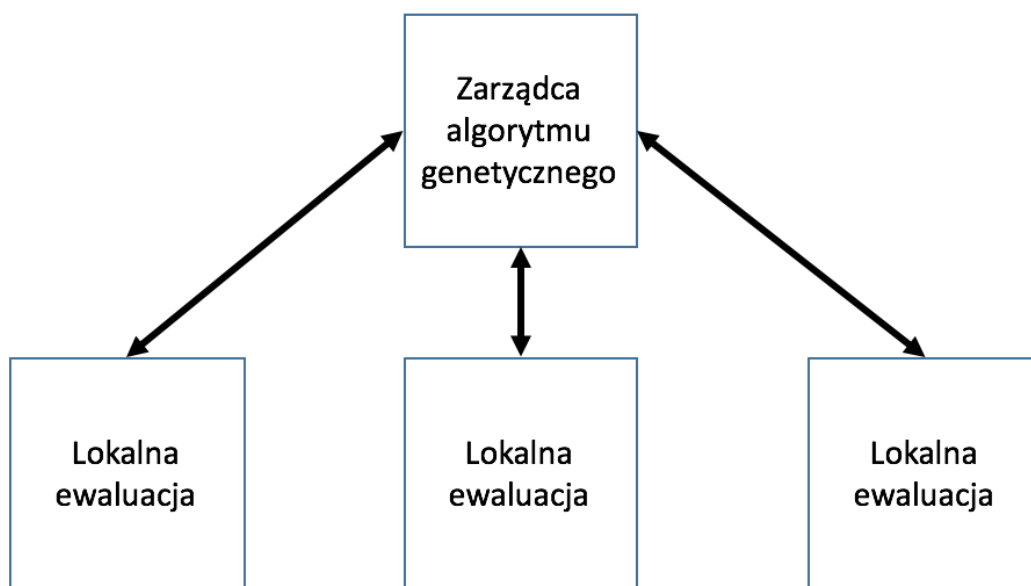 Zarządca
algorytmu
genetycznego
Lokalna
ewaluacja
Lokalna
ewaluacja
Lokalna
ewaluacja